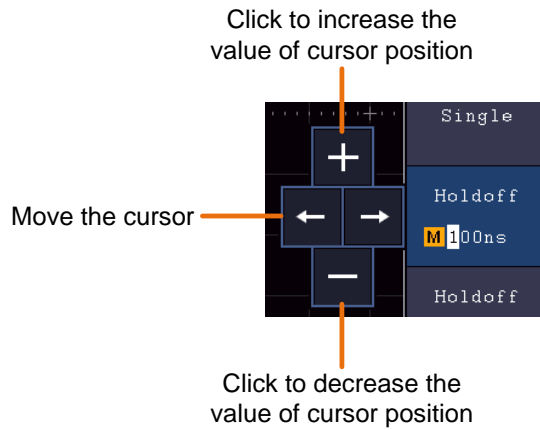 Click to increase the
value of cursor position
Single
+
Move the cursor
← →
Holdoff
M 100ns
−
Holdoff
Click to decrease the
value of cursor position